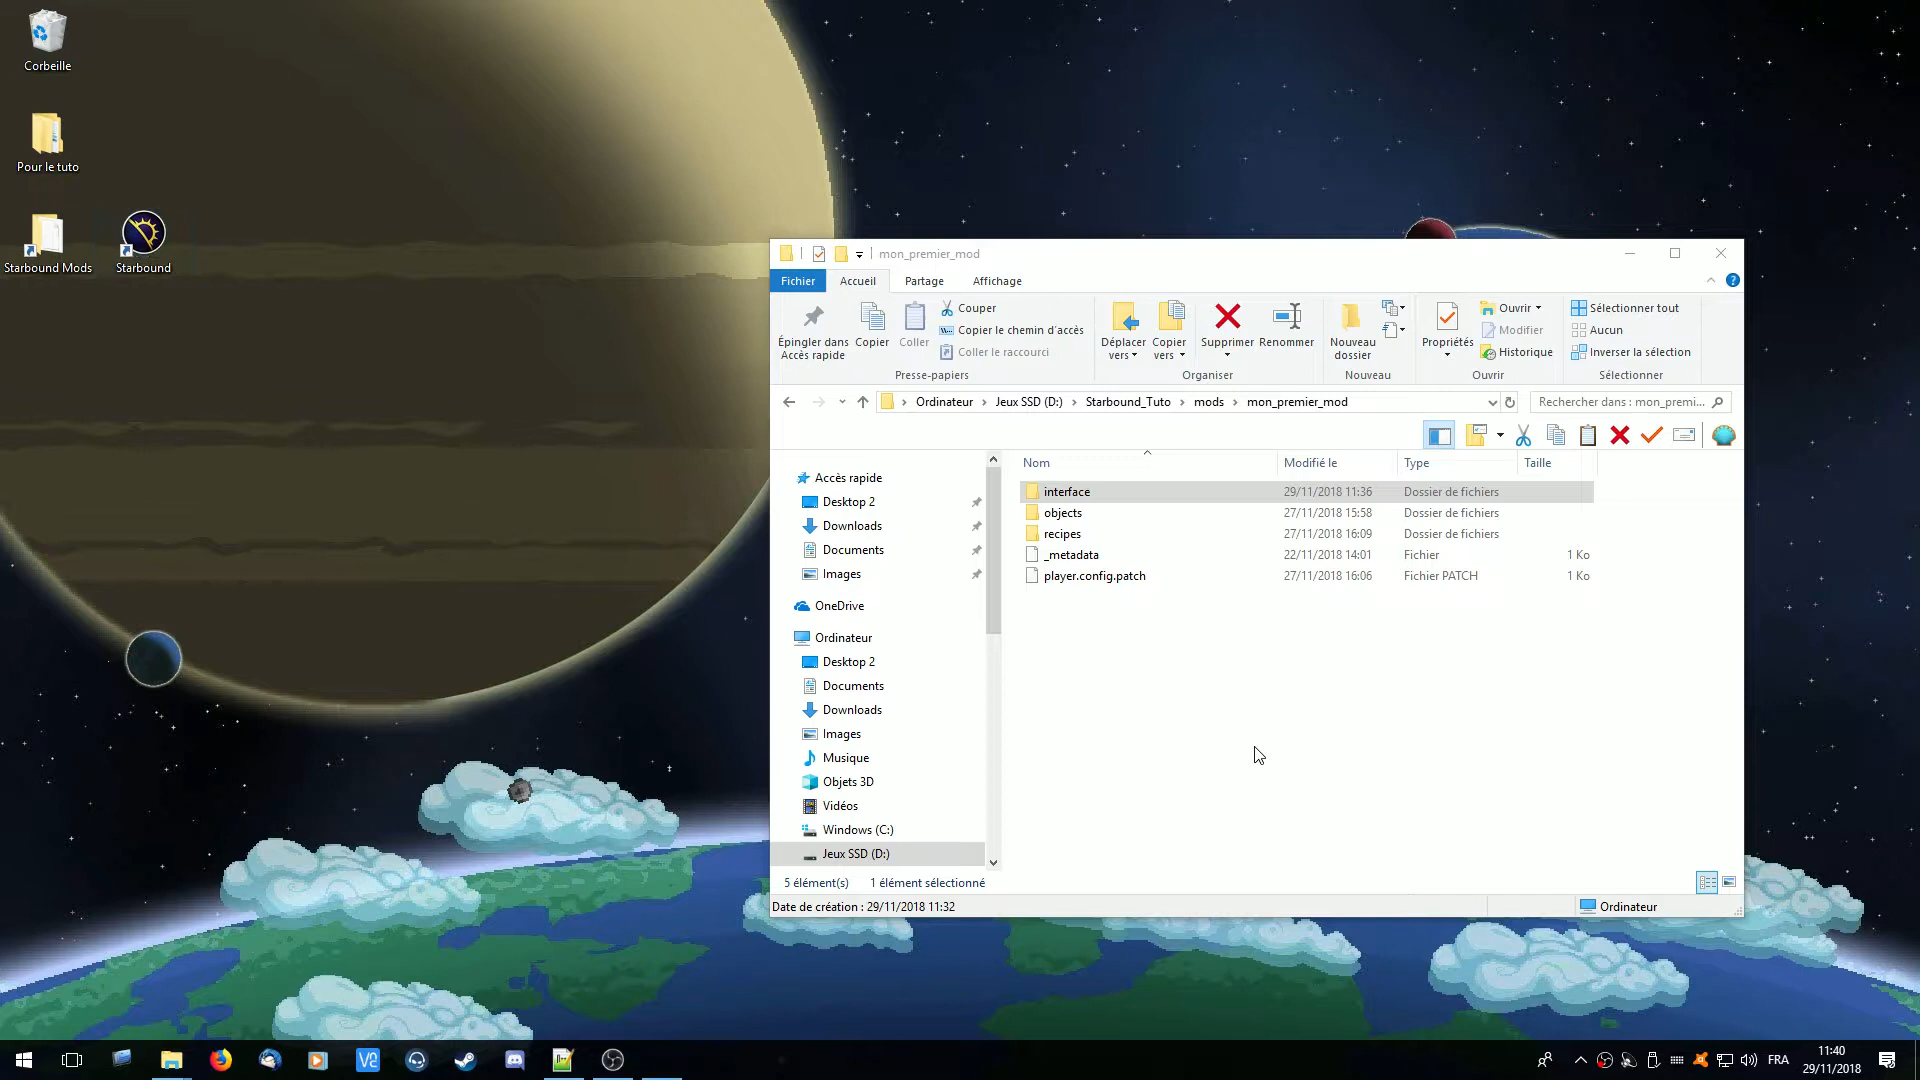 Corbeille
Pour le tuto
Starbound Mods
Starbound
mon_premier_mod
Fichier
Accueil
Partage
Affichage
Épingler dans
Accès rapide
Copier
Coller
Couper
Copier le chemin d'accès
Coller le raccourci
Presse-papiers
Déplacer
vers
Copier
vers
Supprimer
Renommer
Organiser
Nouveau
dossier
Nouveau
Propriétés
Ouvrir
Modifier
Historique
Ouvrir
Sélectionner tout
Aucun
Inverser la sélection
Sélectionner
Ordinateur
Jeux SSD (D:)
Starbound_Tuto
mods
mon_premier_mod
Rechercher dans : mon_premi...
Accès rapide
Desktop 2
Downloads
Documents
Images
OneDrive
Ordinateur
Desktop 2
Documents
Downloads
Images
Musique
Objets 3D
Vidéos
Windows (C:)
Jeux SSD (D:)
Nom Modifié le Type Taille
interface 29/11/2018 11:36 Dossier de fichiers
objects 27/11/2018 15:58 Dossier de fichiers
recipes 27/11/2018 16:09 Dossier de fichiers
_metadata 22/11/2018 14:01 Fichier 1 Ko
player.config.patch 27/11/2018 16:06 Fichier PATCH 1 Ko
5 élément(s) 1 élément sélectionné
Date de création : 29/11/2018 11:32
Ordinateur
FRA
11:40
29/11/2018